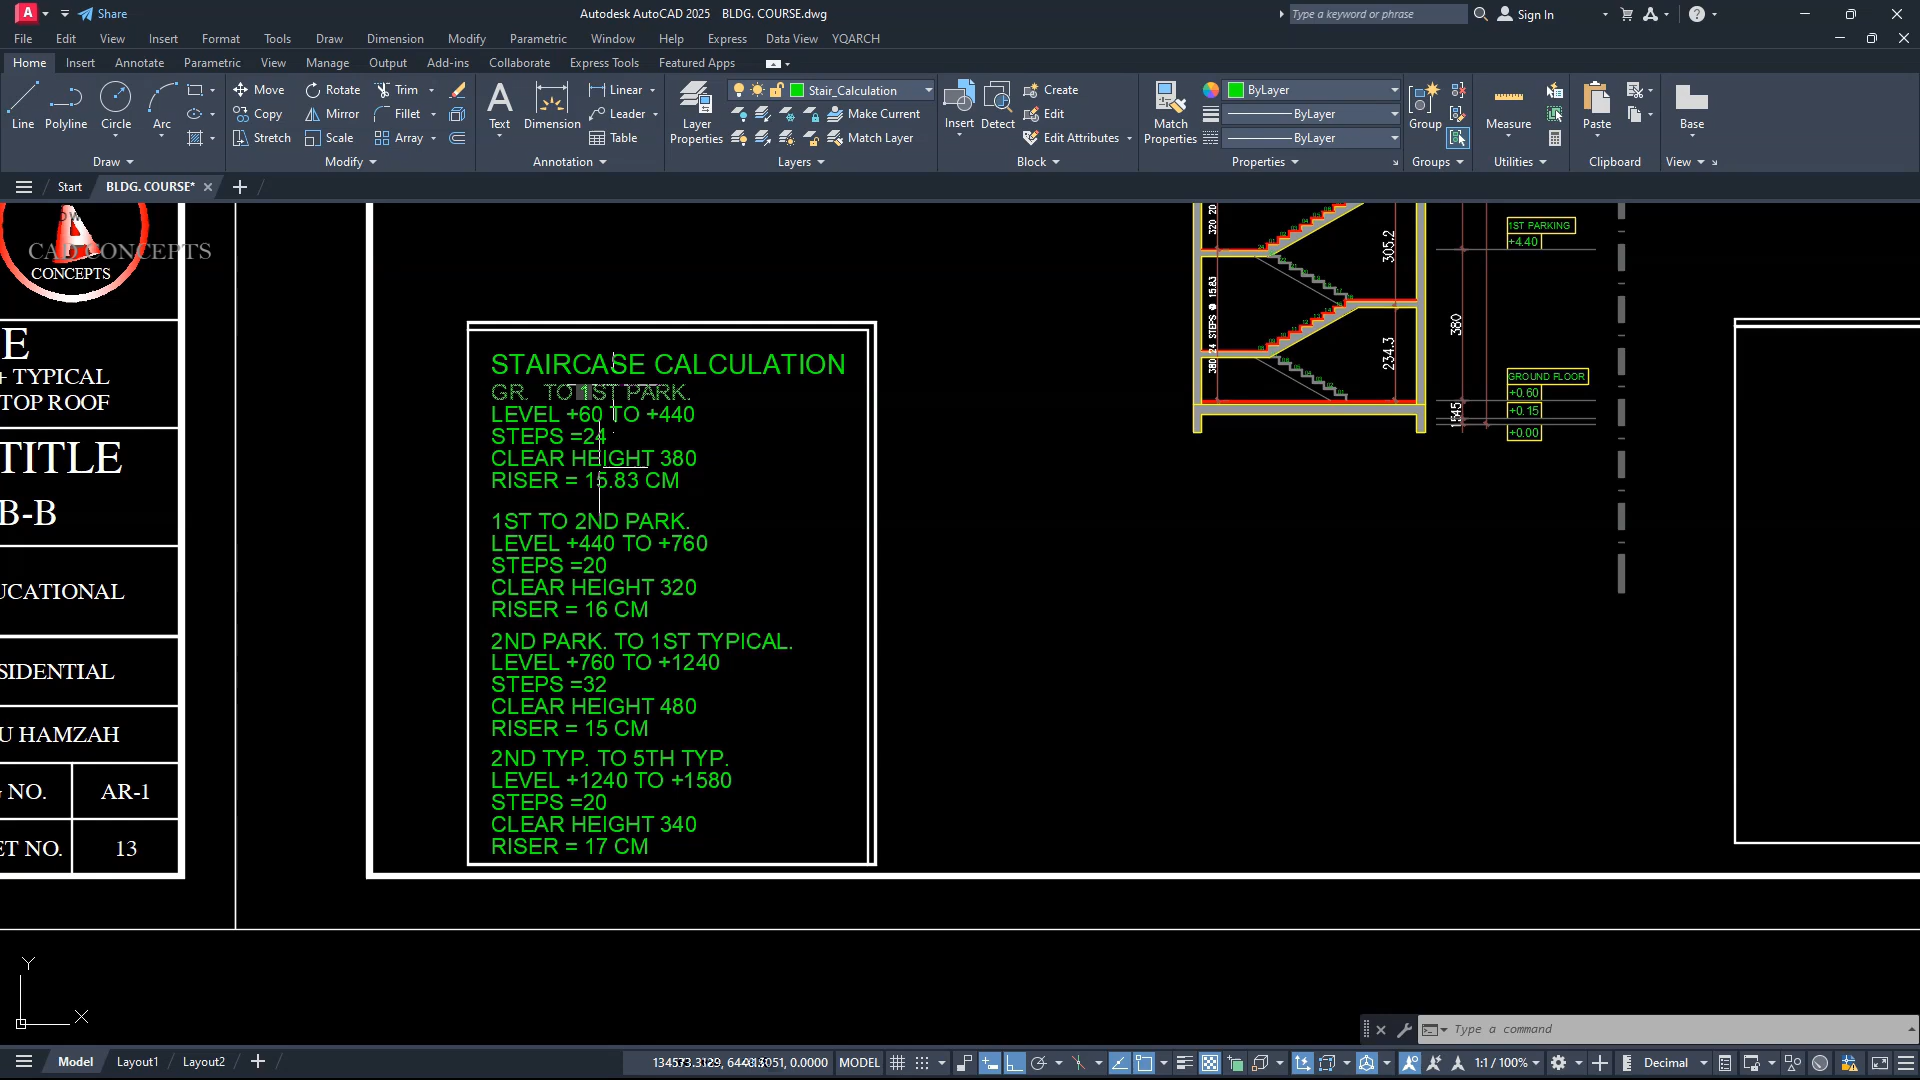 Share
Autodesk AutoCAD 2025 BLDG. COURSE.dwg
Type a keyword or phrase
Sign In
File Edit View Insert Format Tools Draw Dimension Modify Parametric Window Help Express Data View YQARCH
Home Insert Annotate Parametric View Manage Output Add-ins Collaborate Express Tools Featured Apps
Line Polyline Circle Arc
Draw
Move Rotate Trim
Copy Mirror Fillet
Stretch Scale Array
Modify
Text Dimension
Linear
Leader
Table
Annotation
Layer Properties
Stair_Calculation
Make Current
Match Layer
Layers
Insert Detect
Create
Edit
Edit Attributes
Block
Match Properties
ByLayer
ByLayer
ByLayer
Properties
Group
Groups
Measure
Utilities
Paste
Clipboard
Base
View
Start BLDG. COURSE*
CAD CONCEPTS
CONCEPTS
E
+ TYPICAL
TOP ROOF
TITLE
B-B
UCATIONAL
SIDENTIAL
U HAMZAH
NO. AR-1
ET NO. 13
STAIRCASE CALCULATION
GR. TO 1ST PARK.
LEVEL +60 TO +440
STEPS =24
CLEAR HEIGHT 380
RISER = 15.83 CM
1ST TO 2ND PARK.
LEVEL +440 TO +760
STEPS =20
CLEAR HEIGHT 320
RISER = 16 CM
2ND PARK. TO 1ST TYPICAL.
LEVEL +760 TO +1240
STEPS =32
CLEAR HEIGHT 480
RISER = 15 CM
2ND TYP. TO 5TH TYP.
LEVEL +1240 TO +1580
STEPS =20
CLEAR HEIGHT 340
RISER = 17 CM
320 20
380 24 STEPS @ 15.83
305.2
234.3
380
1ST PARKING
+4.40
GROUND FLOOR
+0.60
+0.15
+0.00
Y
X
Type a command
Model Layout1 Layout2
MODEL
1:1 / 100%
Decimal